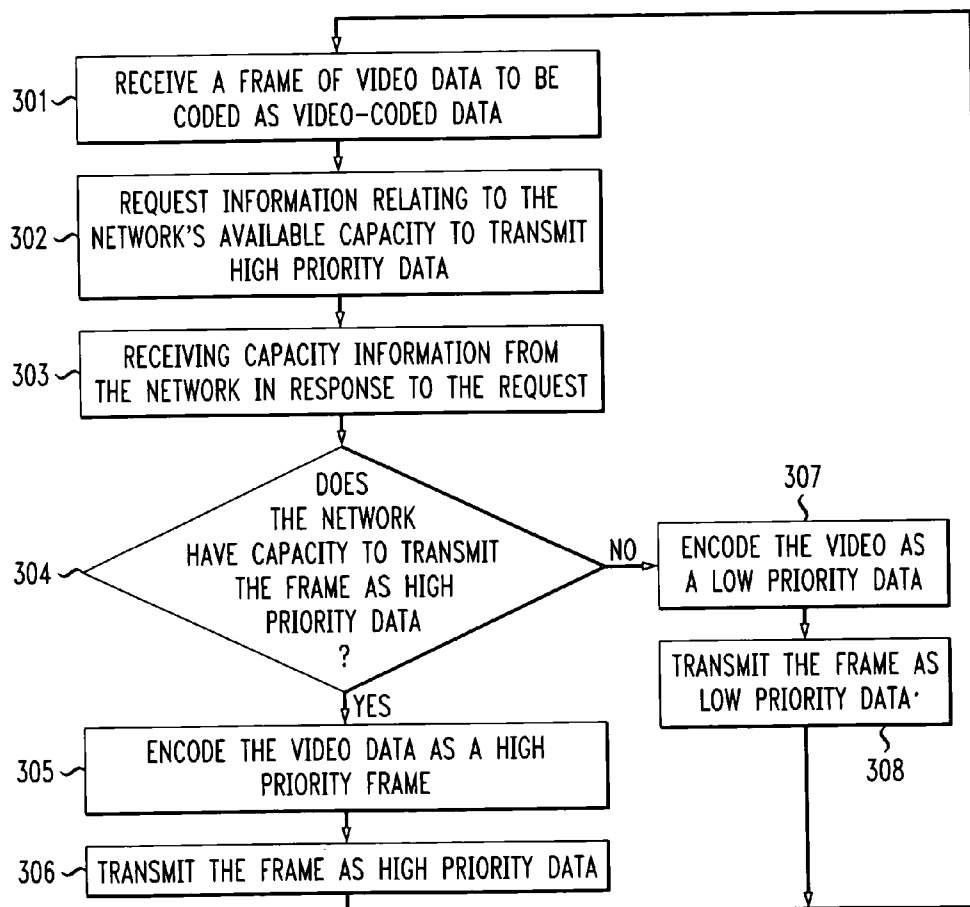 301
RECEIVE A FRAME OF VIDEO DATA TO BE
CODED AS VIDEO-CODED DATA
302
REQUEST INFORMATION RELATING TO THE
NETWORK'S AVAILABLE CAPACITY TO TRANSMIT
HIGH PRIORITY DATA
303
RECEIVING CAPACITY INFORMATION FROM
THE NETWORK IN RESPONSE TO THE REQUEST
304
DOES
THE NETWORK
HAVE CAPACITY TO TRANSMIT
THE FRAME AS HIGH
PRIORITY DATA
?
NO
307
ENCODE THE VIDEO AS
A LOW PRIORITY DATA
TRANSMIT THE FRAME AS
LOW PRIORITY DATA·
308
YES
305
ENCODE THE VIDEO DATA AS A HIGH
PRIORITY FRAME
306
TRANSMIT THE FRAME AS HIGH PRIORITY DATA